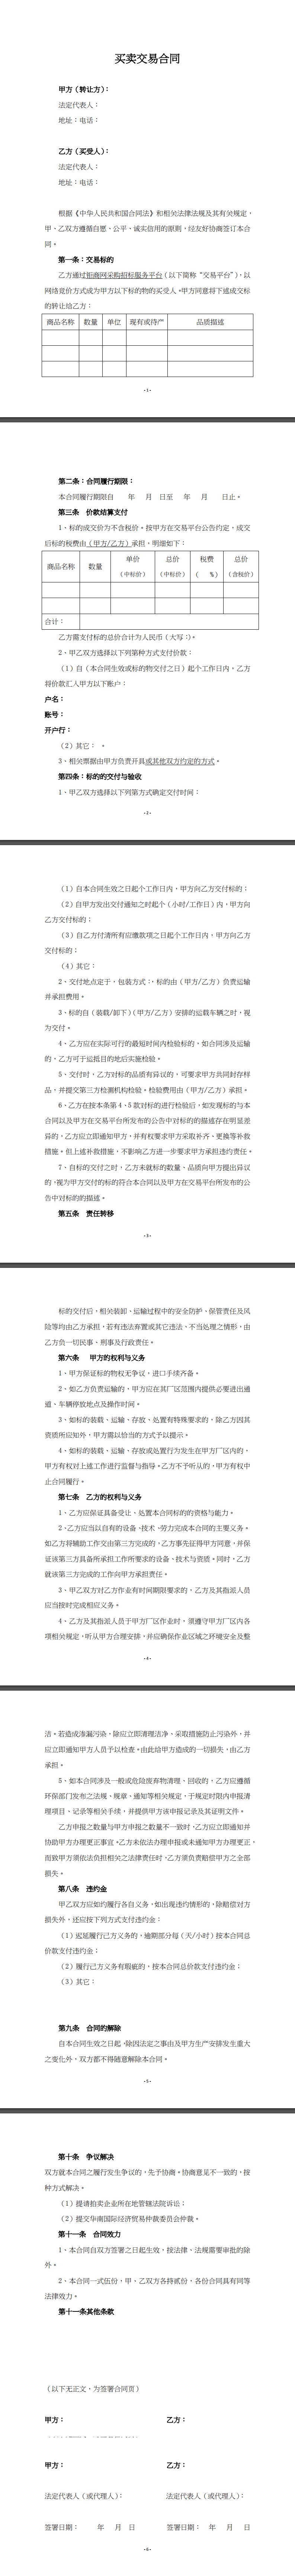 买卖交易合同
甲方（转让方）：
法定代表人：
地址：电话：
乙方（买受人）：
法定代表人：
地址：电话：
根据《中华人民共和国合同法》和相关法律法规及其有关规定，
甲、乙双方遵循自愿、公平、诚实信用的原则，经友好协商签订本合
同。
第一条：交易标的
乙方通过钜商网采购招标服务平台（以下简称“交易平台”），以
网络竞价方式成为甲方以下标的物的买受人。甲方同意将下述成交标
的转让给乙方：
商品名称 数量 单位 现有或待产 品质描述
-1-
第二条：合同履行期限：
本合同履行期限自 年 月 日至 年 月 日止。
第三条 价款结算支付
1、标的成交价为不含税价。按甲方在交易平台公告约定，成交
后标的税费由（甲方/乙方）承担，明细如下：
商品名称 数量 单价（中标价） 总价（中标价） 税费（ %） 总价（含税价）
合计：
乙方需支付标的总价合计为人民币（大写：）。
2、甲乙双方选择以下列第种方式支付价款：
（1）自（本合同生效或标的物交付之日）起个工作日内，乙方
将价款汇入甲方以下账户：
户名：
账号：
开户行：
（2）其它： 。
3、相关票据由甲方负责开具或其他双方约定的方式。
第四条：标的的交付与验收
1、甲乙双方选择以下列第方式确定交付时间：
-2-
（1）自本合同生效之日起个工作日内，甲方向乙方交付标的；
（2）自甲方发出交付通知之时起个（小时/工作日）内，甲方向
乙方交付标的；
（3）自乙方付清所有应缴款项之日起个工作日内，甲方向乙方
交付标的；
（4）其它：
2、交付地点定于，包装方式：，标的由（甲方/乙方）负责运输
并承担费用。
3、标的自（装载/卸下）（甲方/乙方）安排的运载车辆之时，视
为交付。
4、乙方应在实际可行的最短时间内检验标的，如合同涉及运输
的，乙方可于运抵目的地后实施检验。
5、交付时，乙方对标的品质有异议的，可要求甲方共同封存样
品，并提交第三方检测机构检验。检验费用由（甲方/乙方）承担。
6、乙方在按本条第 4、5 款对标的进行检验后，如发现标的与本
合同以及甲方在交易平台所发布的公告中对标的的描述存在明显差
异的，乙方应立即通知甲方，并有权要求甲方采取补齐、更换等补救
措施。但上述补救措施，不影响乙方进一步要求甲方承担违约责任。
7、自标的交付之时，乙方未就标的数量、品质向甲方提出异议
的，视为甲方交付的标的符合本合同以及甲方在交易平台所发布的公
告中对标的的描述。
第五条 责任转移
-3-
标的交付后，相关装卸、运输过程中的安全防护、保管责任及风
险等均由乙方承担，若有违法弃置或其它违法、不当处理之情形，由
乙方负一切民事、刑事及行政责任。
第六条 甲方的权利与义务
1、甲方保证标的物权无争议，进口手续齐备。
2、如乙方负责运输的，甲方应在其厂区范围内提供必要进出通
道、车辆停放地点及操作时间。
3、如标的装载、运输、存放、处置有特殊要求的，除乙方因其
资质所应知外，甲方需以恰当的方式予以提示。
4、如标的装载、运输、存放或处置行为发生在甲方厂区内的，
甲方有权对上述工作进行监督与指导。乙方不予听从的，甲方有权中
止合同履行。
第七条 乙方的权利与义务
1、乙方应保证具备受让、处置本合同标的的资格与能力。
2、乙方应当以自有的设备、技术、劳力完成本合同的主要义务。
如乙方将辅助工作交由第三方完成的，乙方事先征得甲方同意，并保
证该第三方具备所承担工作所要求的设备、技术与资质。同时，乙方
就该第三方完成的工作向甲方承担责任。
3、甲乙双方对乙方作业有时间期限要求的，乙方及其指派人员
应当按时完成相应义务。
4、乙方及其指派人员于甲方厂区作业时，须遵守甲方厂区内各
项相关规定，听从甲方合理安排，并应确保作业区域之环境安全及整
-4-
洁。若造成渗漏污染，除应立即清理洁净、采取措施防止污染外，并
应立即通知甲方人员予以检查。由此给甲方造成的一切损失，由乙方
承担。
5、如本合同涉及一般或危险废弃物清理、回收的，乙方应遵循
环保部门发布之法规、规章、通知等相关规定，于规定时限内申报清
理项目、记录等相关手续，并提供甲方该申报记录及其证明文件。
乙方申报之数量与甲方申报之数量不一致时，乙方应立即通知并
协助甲方办理更正事宜。乙方未依法办理申报或未通知甲方办理更正，
而致甲方须依法负担相关之法律责任时，乙方须负责赔偿甲方之全部
损失。
第八条 违约金
甲乙双方应如约履行各自义务，如出现违约情形的，除赔偿对方
损失外，还应按下列方式支付违约金：
（1）迟延履行己方义务的，逾期部分每（天/小时）按本合同总
价款支付违约金；
（2）履行己方义务有瑕疵的，按本合同总价款支付违约金；
（3）其它：
第九条 合同的解除
自本合同生效之日起，除因法定之事由及甲方生产安排发生重大
之变化外，双方都不得随意解除本合同。
-5-
第十条 争议解决
双方就本合同之履行发生争议的，先予协商。协商意见不一致的，按
种方式解决。
（1）提请拍卖企业所在地管辖法院诉讼；
（2）提交华南国际经济贸易仲裁委员会仲裁。
第十一条 合同效力
1、本合同自双方签署之日起生效，按法律、法规需要审批的除
外。
2、本合同一式伍份，甲、乙双方各持贰份，各份合同具有同等
法律效力。
第十一条其他条款
（以下无正文，为签署合同页）
甲方： 乙方：
甲方： 乙方：
法定代表人（或代理人）： 法定代表人（或代理人）：
签署日期： 年 月 日 签署日期： 年 月 日
-6-